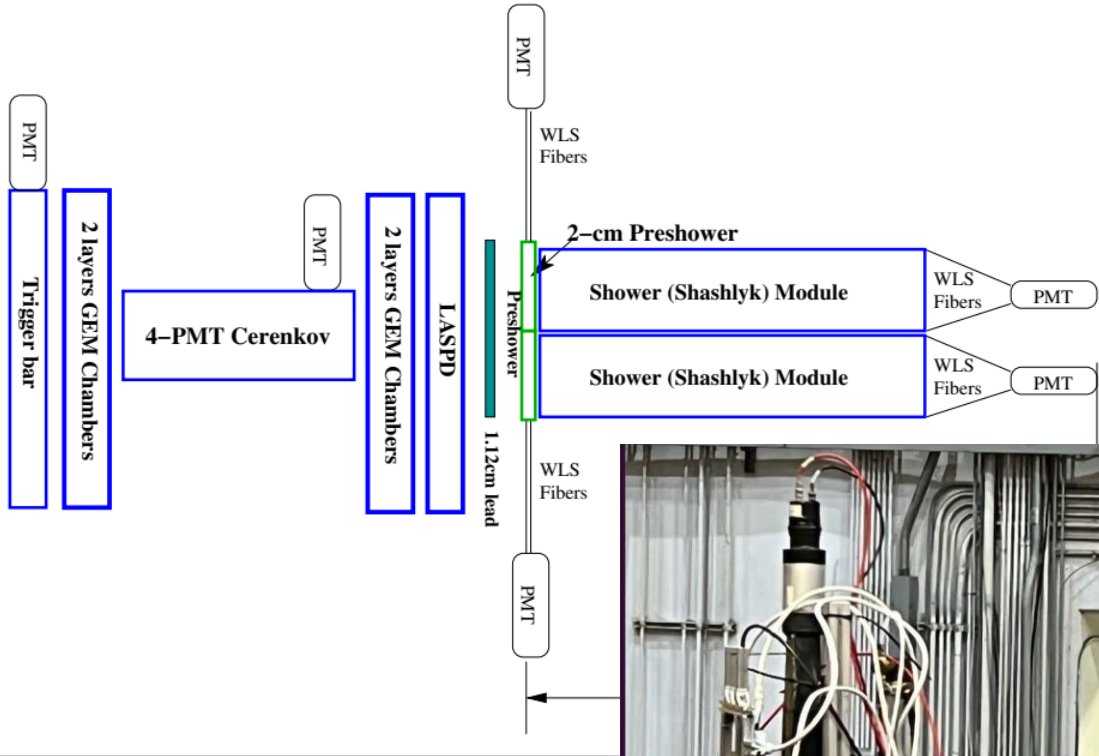 PMT
WLS
Fibers
PMT
Trigger bar
2 layers GEM Chambers
PMT
4−PMT Cerenkov
2 layers GEM Chambers
LASPD
1.12cm lead
Preshower
2−cm Preshower
Shower (Shashlyk) Module
WLS
Fibers
PMT
Shower (Shashlyk) Module
WLS
Fibers
PMT
WLS
Fibers
PMT